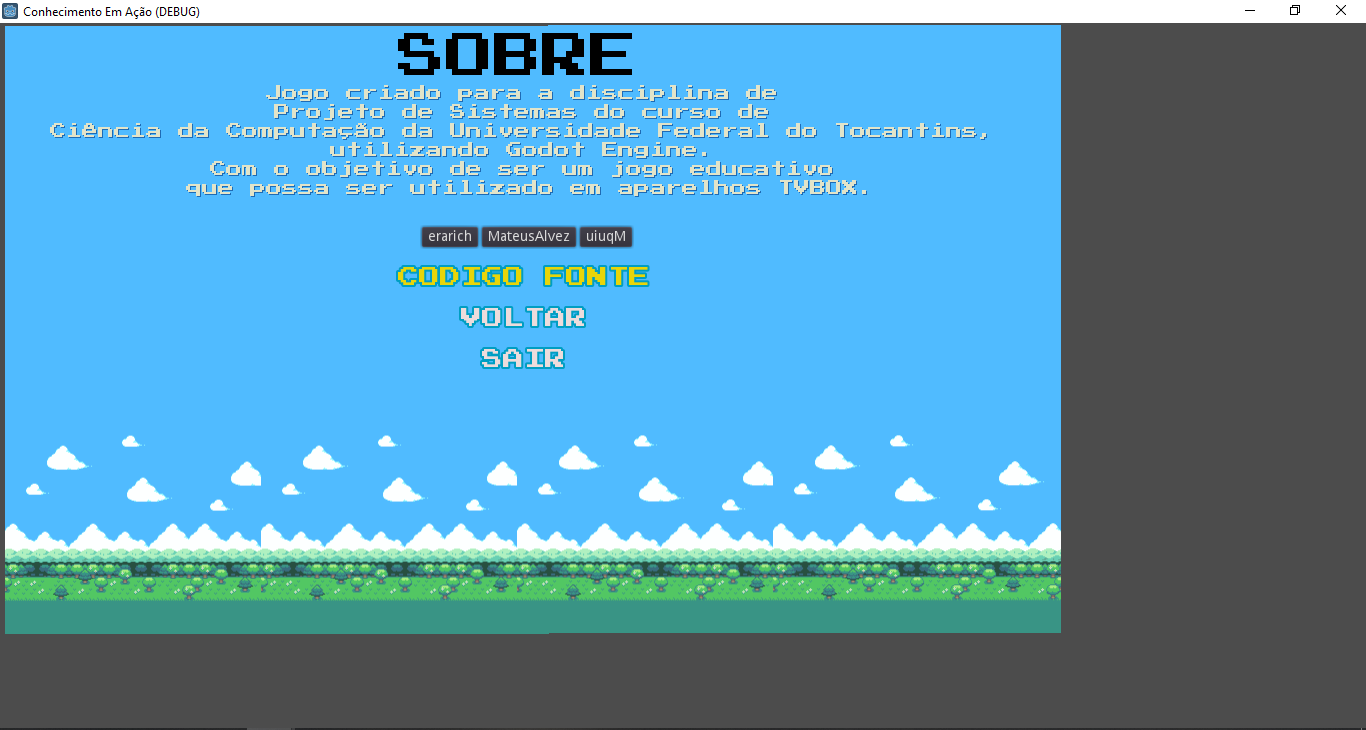 Conhecimento Em Ação (DEBUG)
SOBRE
Jogo criado para a disciplina de
Projeto de Sistemas do curso de
Ciência da Computação da Universidade Federal do Tocantins,
utilizando Godot Engine.
Com o objetivo de ser um jogo educativo
que possa ser utilizado em aparelhos TVBOX.
erarich MateusAlvez uiuqM
CODIGO FONTE
VOLTAR
SAIR